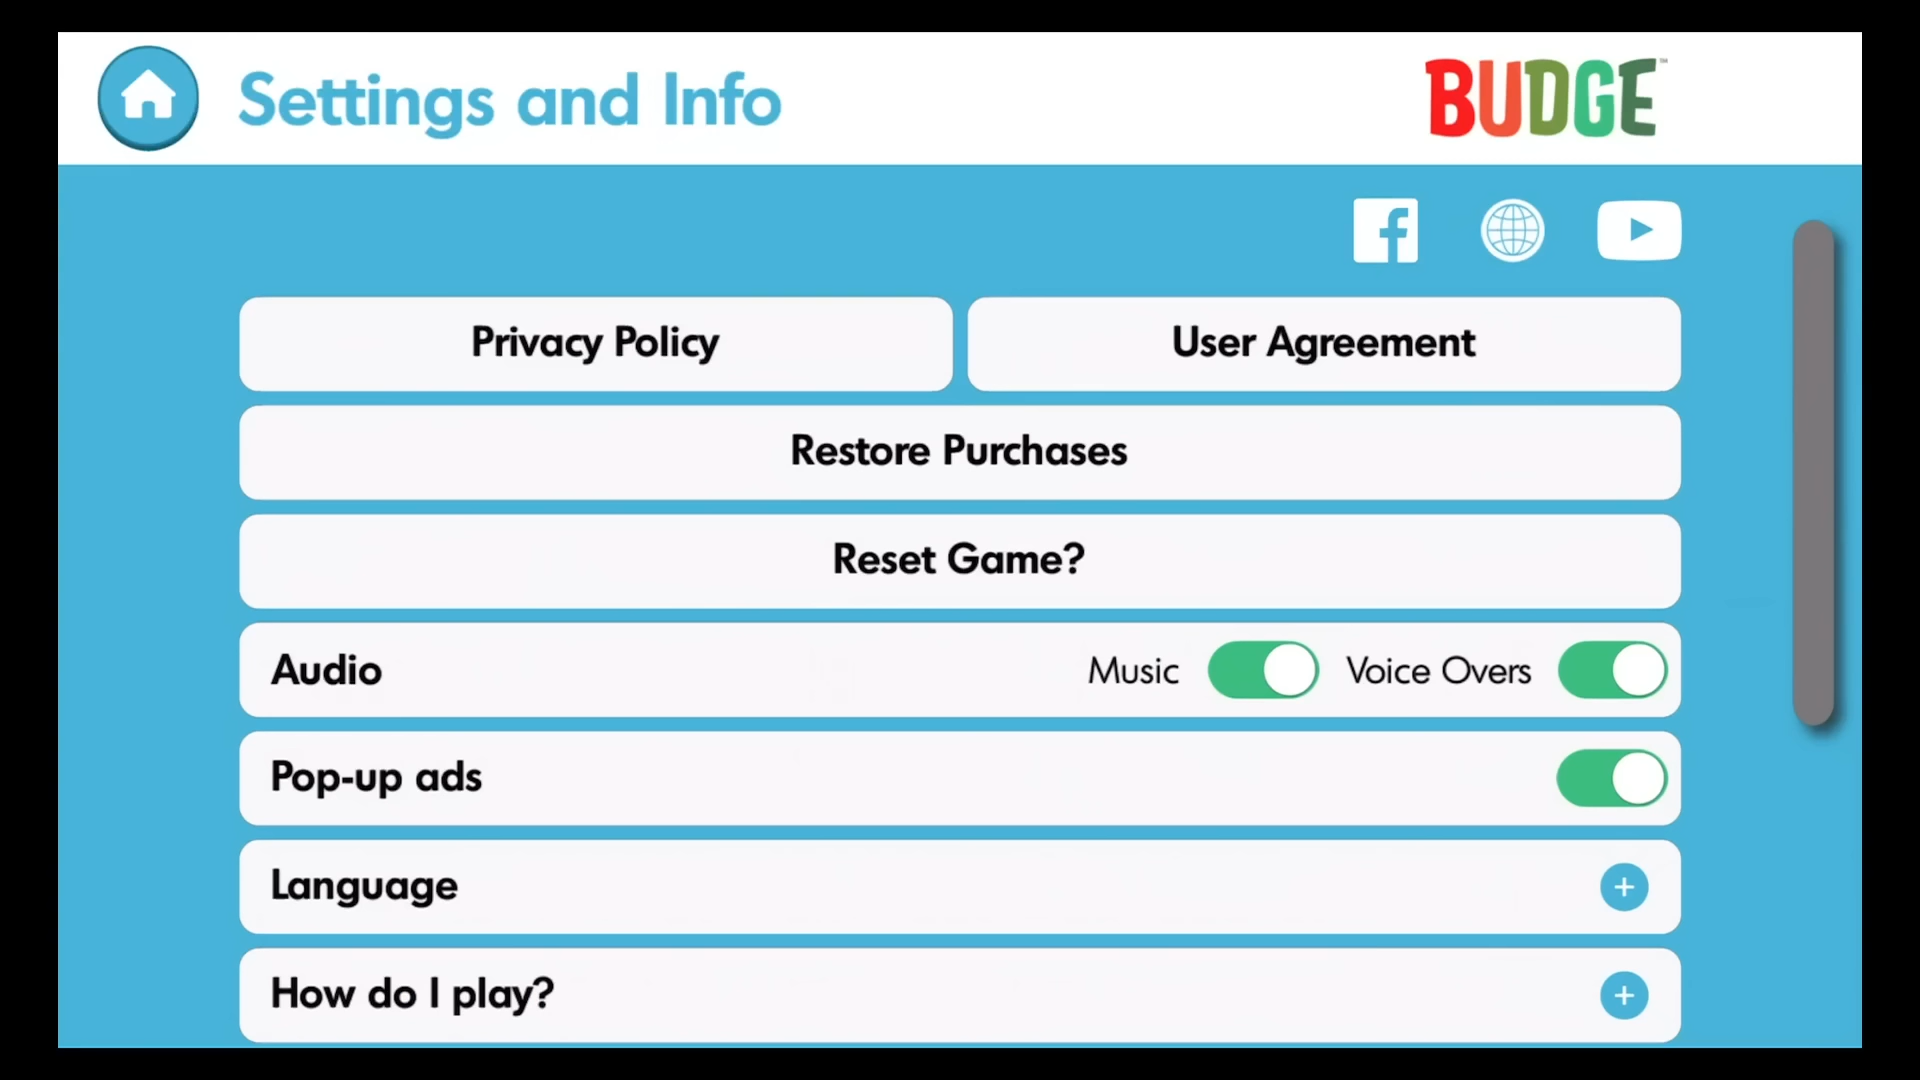 Settings and Info
BUDGE™
Privacy Policy
User Agreement
Restore Purchases
Reset Game?
Audio
Music
Voice Overs
Pop-up ads
Language
How do I play?